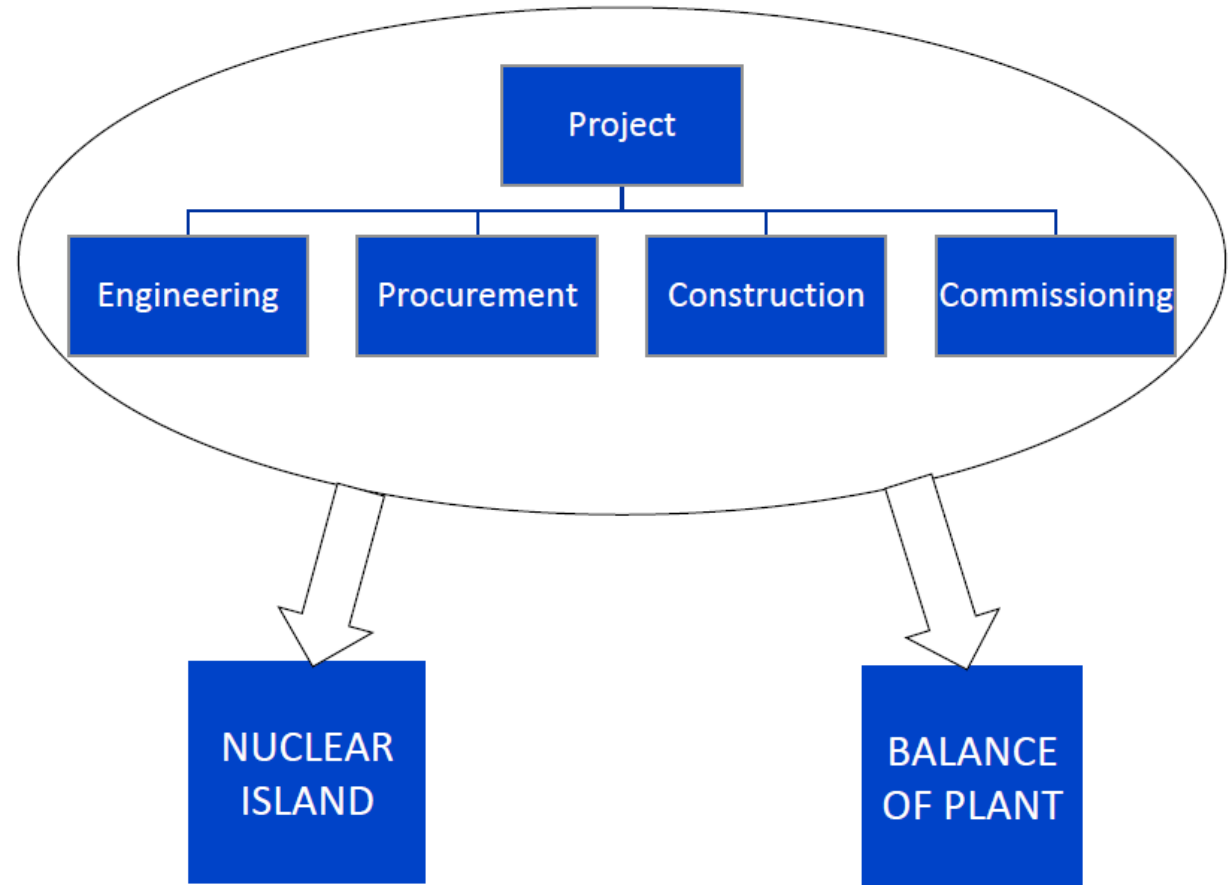 Project
Engineering
Procurement
Construction
Commissioning
NUCLEAR
ISLAND
BALANCE
OF PLANT